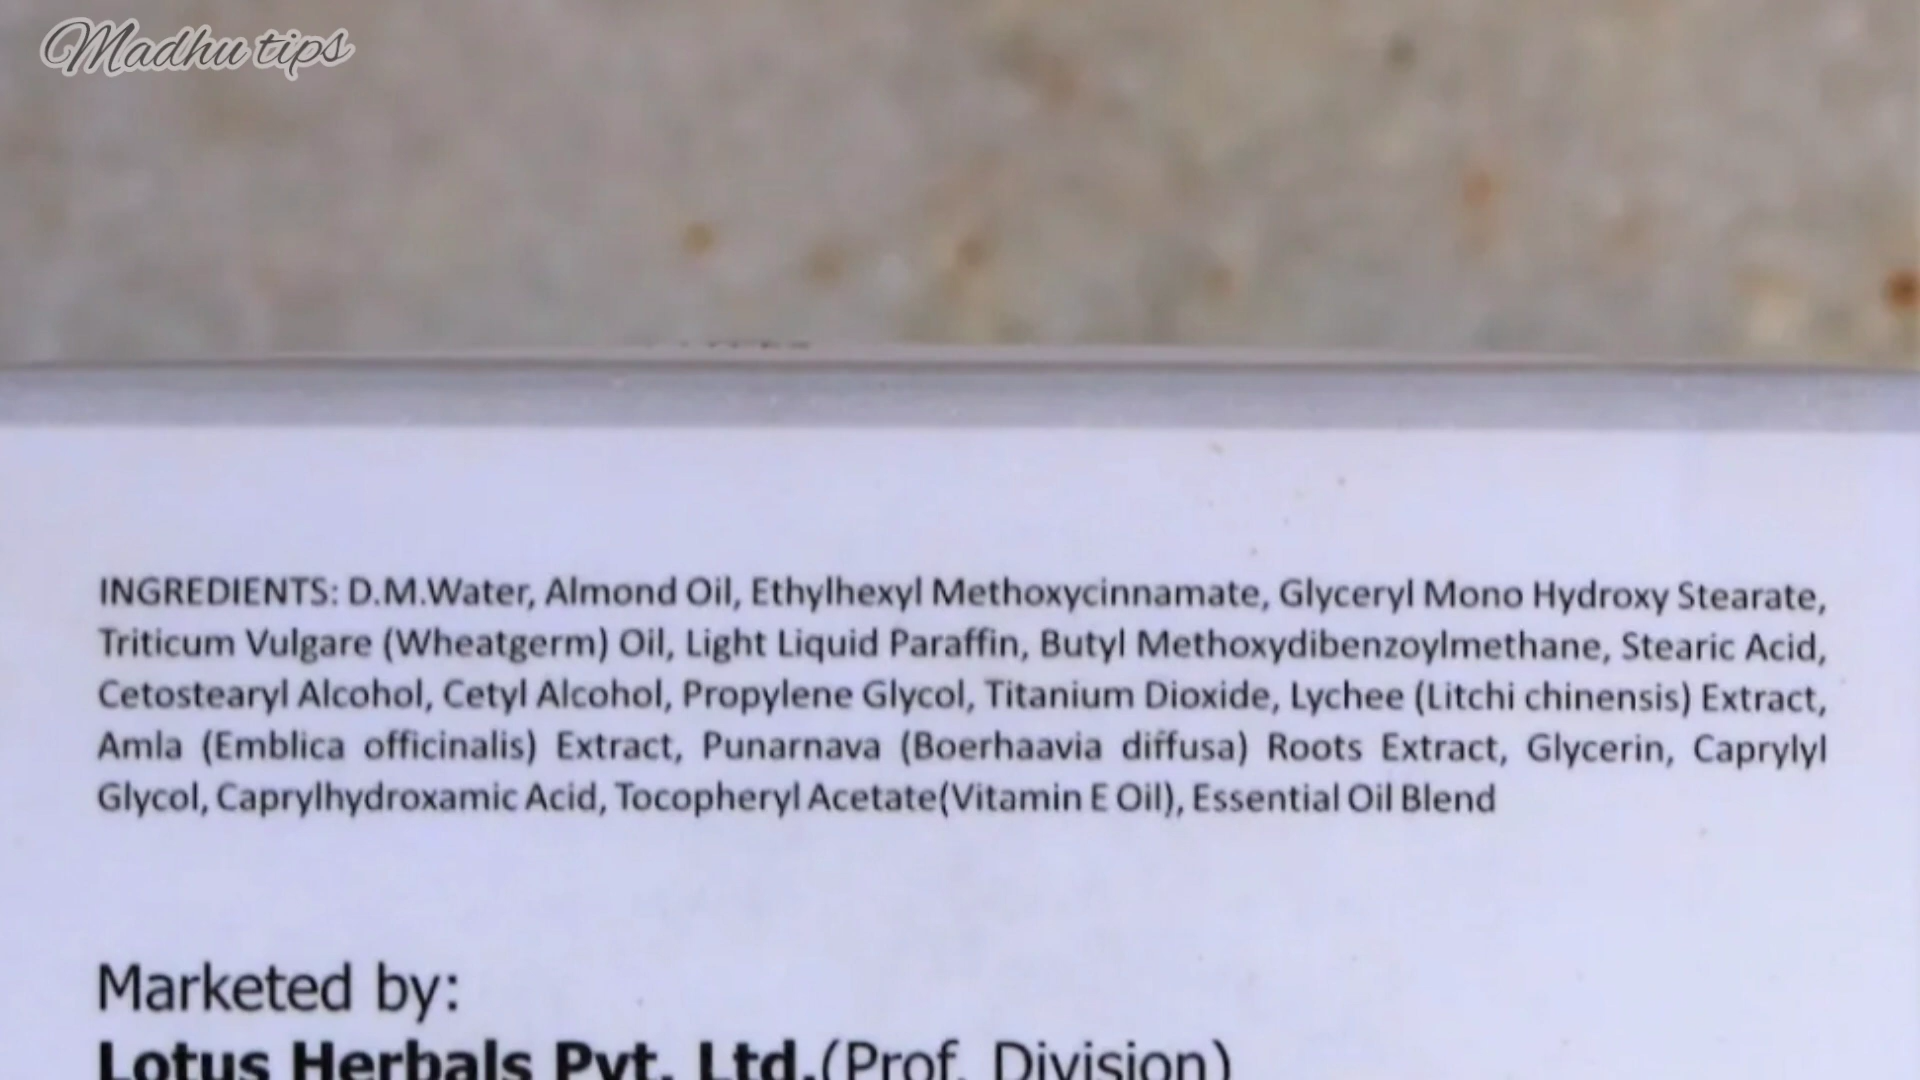 Madhu tips
INGREDIENTS: D.M.Water, Almond Oil, Ethylhexyl Methoxycinnamate, Glyceryl Mono Hydroxy Stearate,
Triticum Vulgare (Wheatgerm) Oil, Light Liquid Paraffin, Butyl Methoxydibenzoylmethane, Stearic Acid,
Cetostearyl Alcohol, Cetyl Alcohol, Propylene Glycol, Titanium Dioxide, Lychee (Litchi chinensis) Extract,
Amla (Emblica officinalis) Extract, Punarnava (Boerhaavia diffusa) Roots Extract, Glycerin, Caprylyl
Glycol, Caprylhydroxamic Acid, Tocopheryl Acetate(Vitamin E Oil), Essential Oil Blend
Marketed by:
Lotus Herbals Pvt. Ltd.(Prof. Division)